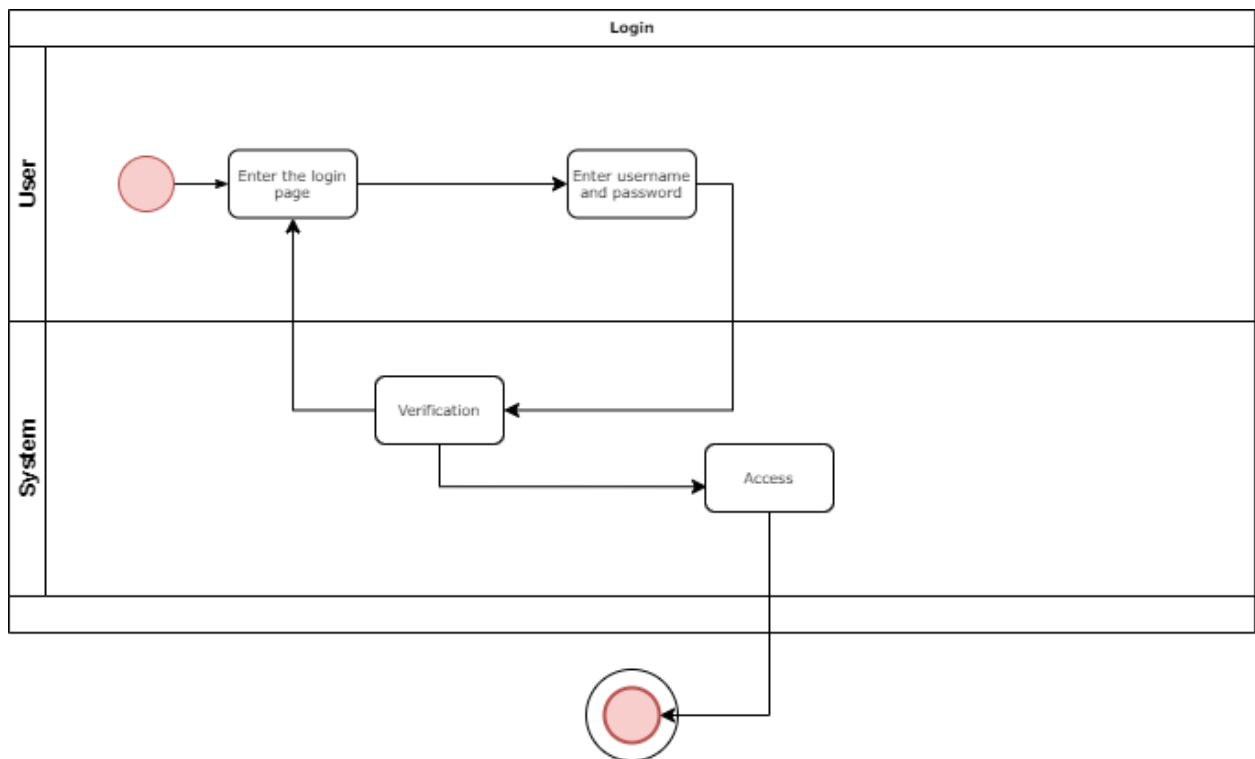 Login
User
Enter the login
page
Enter username
and password
System
Verification
Access